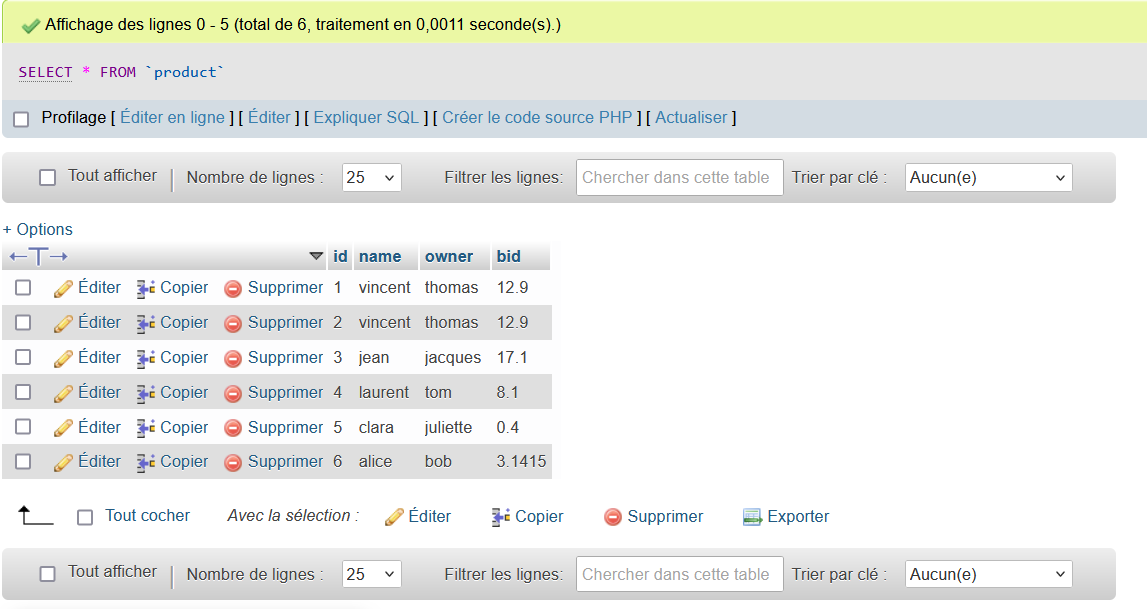 Affichage des lignes 0 - 5 (total de 6, traitement en 0,0011 seconde(s).)
SELECT * FROM `product`
Profilage [ Éditer en ligne ] [ Éditer ] [ Expliquer SQL ] [ Créer le code source PHP ] [ Actualiser ]
Tout afficher | Nombre de lignes : 25 Filtrer les lignes: Chercher dans cette table Trier par clé : Aucun(e)
+ Options
←T→ id name owner bid
Éditer Copier Supprimer 1 vincent thomas 12.9
Éditer Copier Supprimer 2 vincent thomas 12.9
Éditer Copier Supprimer 3 jean jacques 17.1
Éditer Copier Supprimer 4 laurent tom 8.1
Éditer Copier Supprimer 5 clara juliette 0.4
Éditer Copier Supprimer 6 alice bob 3.1415
Tout cocher Avec la sélection : Éditer Copier Supprimer Exporter
Tout afficher | Nombre de lignes : 25 Filtrer les lignes: Chercher dans cette table Trier par clé : Aucun(e)